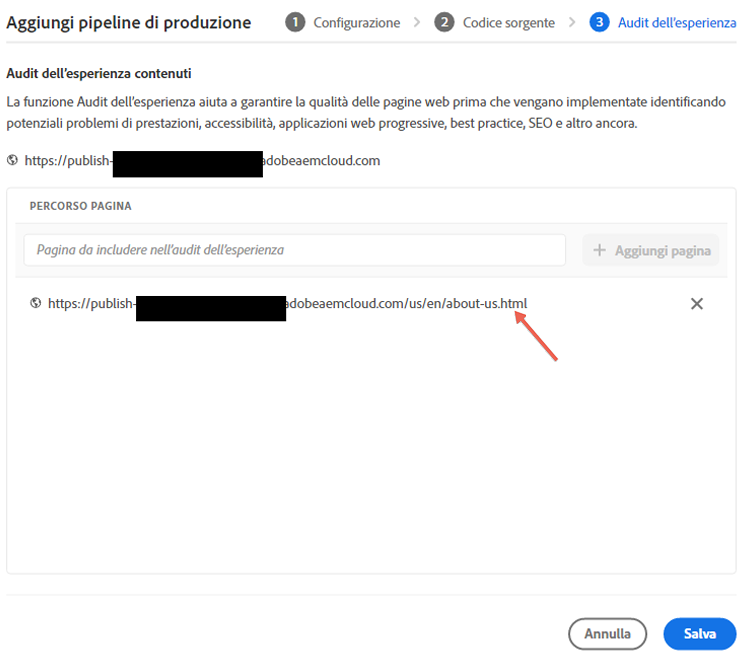 Aggiungi pipeline di produzione 1 Configurazione > 2 Codice sorgente > 3 Audit dell'esperienza
Audit dell'esperienza contenuti
La funzione Audit dell'esperienza aiuta a garantire la qualità delle pagine web prima che vengano implementate identificando
potenziali problemi di prestazioni, accessibilità, applicazioni web progressive, best practice, SEO e altro ancora.
https://publish- adobeaemcloud.com
PERCORSO PAGINA
Pagina da includere nell'audit dell'esperienza + Aggiungi pagina
https://publish- adobeaemcloud.com/us/en/about-us.html
Annulla Salva